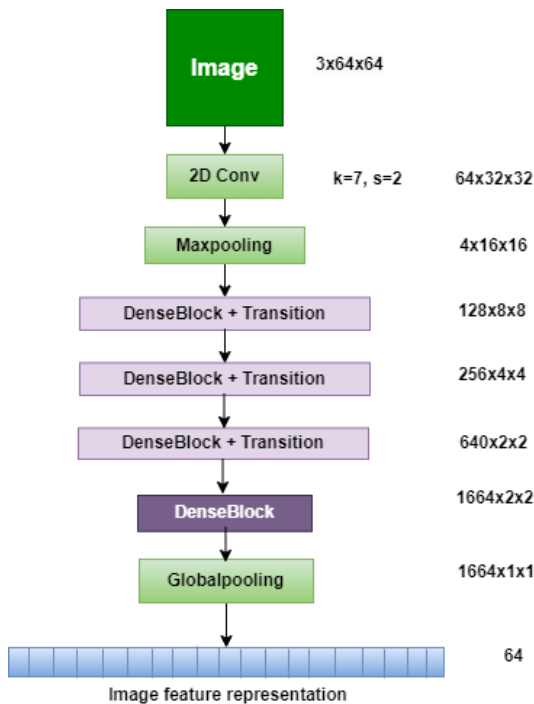 Image
3x64x64
2D Conv
k=7, s=2
64x32x32
Maxpooling
4x16x16
DenseBlock + Transition
128x8x8
DenseBlock + Transition
256x4x4
DenseBlock + Transition
640x2x2
DenseBlock
1664x2x2
Globalpooling
1664x1x1
64
Image feature representation